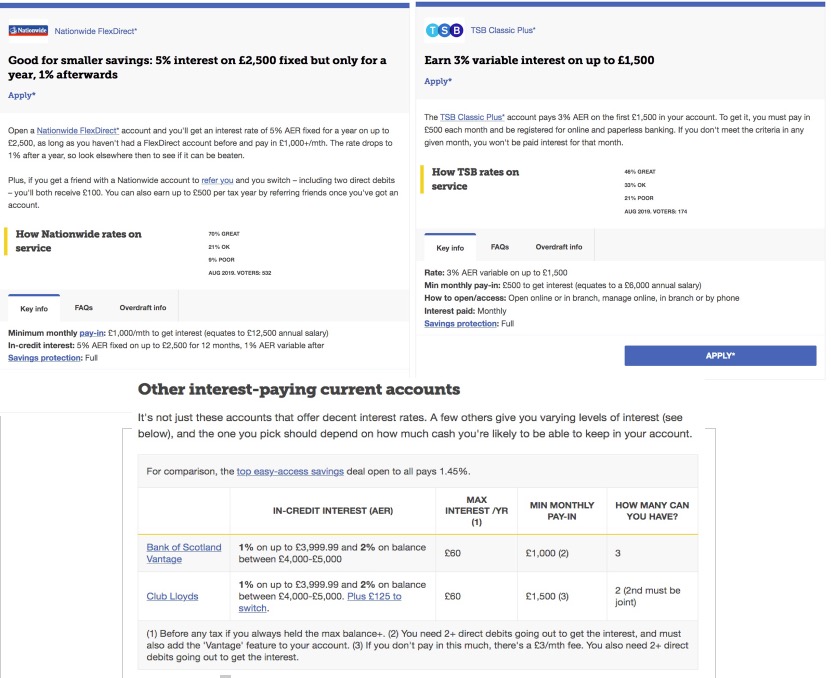 Nationwide
Nationwide FlexDirect*
Good for smaller savings: 5% interest on £2,500 fixed but only for a
year, 1% afterwards
Apply*
Open a Nationwide FlexDirect* account and you'll get an interest rate of 5% AER fixed for a year on up to
£2,500, as long as you haven't had a FlexDirect account before and pay in £1,000+/mth. The rate drops to
1% after a year, so look elsewhere then to see if it can be beaten.
Plus, if you get a friend with a Nationwide account to refer you and you switch – including two direct debits
– you'll both receive £100. You can also earn up to £500 per tax year by referring friends once you've got an
account.
How Nationwide rates on
service
70% GREAT
21% OK
9% POOR
AUG 2019. VOTERS: 532
Key info
FAQs
Overdraft info
Minimum monthly pay-in: £1,000/mth to get interest (equates to £12,500 annual salary)
In-credit interest: 5% AER fixed on up to £2,500 for 12 months, 1% AER variable after
Savings protection: Full
TSB
TSB Classic Plus*
Earn 3% variable interest on up to £1,500
Apply*
The TSB Classic Plus* account pays 3% AER on the first £1,500 in your account. To get it, you must pay in
£500 each month and be registered for online and paperless banking. If you don't meet the criteria in any
given month, you won't be paid interest for that month.
How TSB rates on
service
46% GREAT
33% OK
21% POOR
AUG 2019. VOTERS: 174
Key info
FAQs
Overdraft info
Rate: 3% AER variable on up to £1,500
Min monthly pay-in: £500 to get interest (equates to a £6,000 annual salary)
How to open/access: Open online or in branch, manage online, in branch or by phone
Interest paid: Monthly
Savings protection: Full
APPLY*
Other interest-paying current accounts
It's not just these accounts that offer decent interest rates. A few others give you varying levels of interest (see
below), and the one you pick should depend on how much cash you're likely to be able to keep in your account.
For comparison, the top easy-access savings deal open to all pays 1.45%.
IN-CREDIT INTEREST (AER)
MAX
INTEREST /YR
(1)
MIN MONTHLY
PAY-IN
HOW MANY CAN
YOU HAVE?
Bank of Scotland
Vantage
1% on up to £3,999.99 and 2% on balance
between £4,000-£5,000
£60
£1,000 (2)
3
Club Lloyds
1% on up to £3,999.99 and 2% on balance
between £4,000-£5,000. Plus £125 to
switch.
£60
£1,500 (3)
2 (2nd must be
joint)
(1) Before any tax if you always held the max balance+. (2) You need 2+ direct debits going out to get the interest, and must
also add the 'Vantage' feature to your account. (3) If you don't pay in this much, there's a £3/mth fee. You also need 2+ direct
debits going out to get the interest.